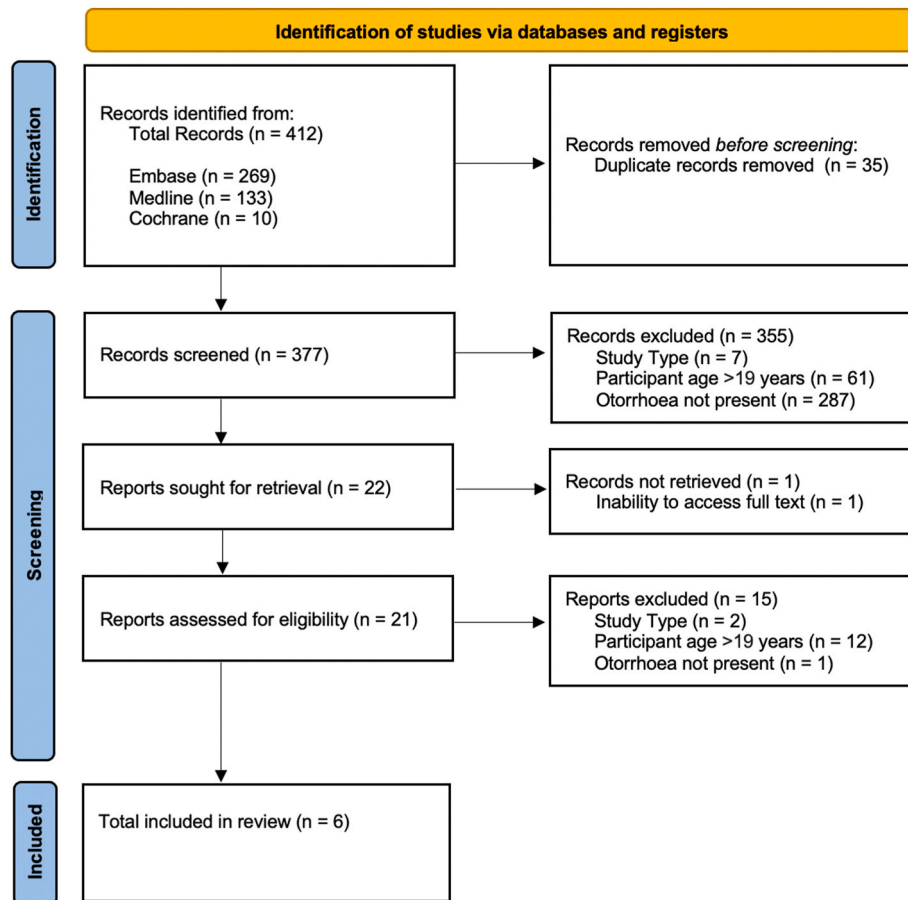 Identification of studies via databases and registers
Identification
Records identified from:
Total Records (n = 412)
Embase (n = 269)
Medline (n = 133)
Cochrane (n = 10)
Records removed before screening:
Duplicate records removed (n = 35)
Screening
Records screened (n = 377)
Records excluded (n = 355)
Study Type (n = 7)
Participant age >19 years (n = 61)
Otorrhoea not present (n = 287)
Reports sought for retrieval (n = 22)
Records not retrieved (n = 1)
Inability to access full text (n = 1)
Reports assessed for eligibility (n = 21)
Reports excluded (n = 15)
Study Type (n = 2)
Participant age >19 years (n = 12)
Otorrhoea not present (n = 1)
Included
Total included in review (n = 6)